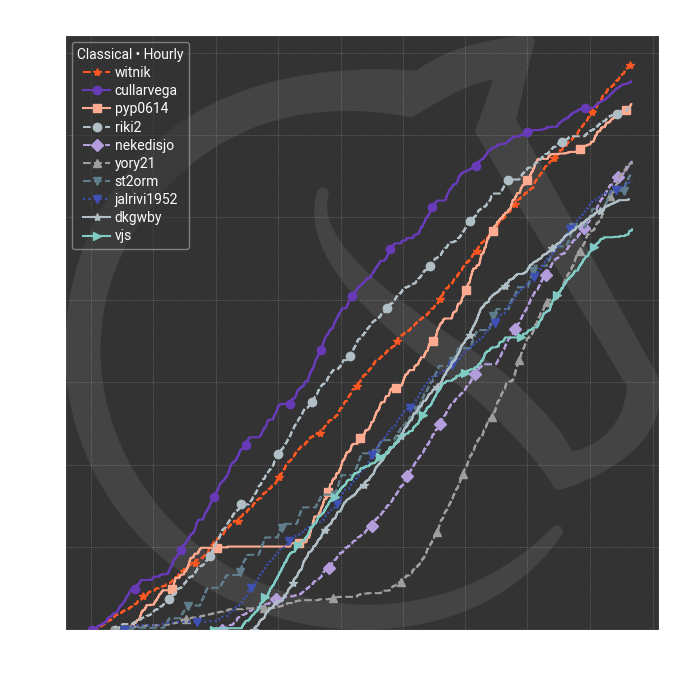 Classical • Hourly
witnik
cullarvega
pyp0614
riki2
nekedisjo
yory21
st2orm
jalrivi1952
dkgwby
vjs